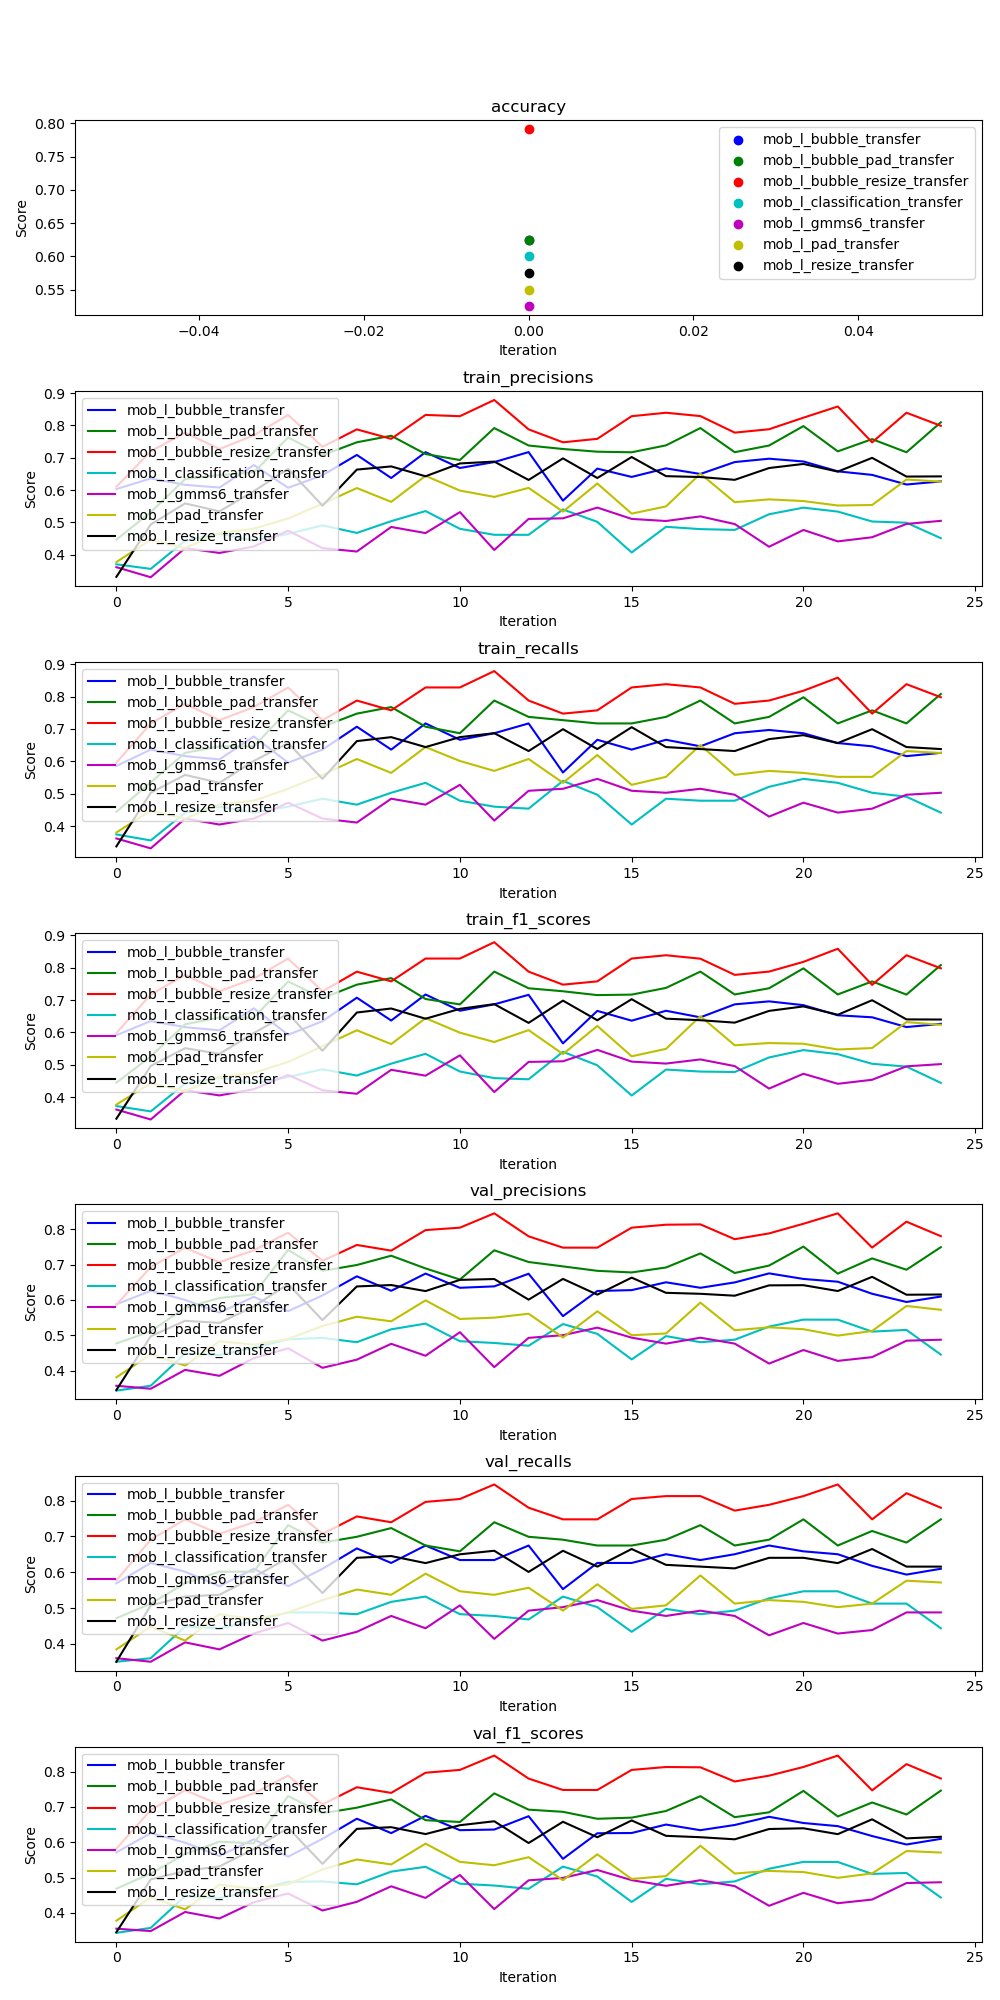 accuracy
0.80
0.75
0.70
0.65
0.60
0.55
Score
mob_l_bubble_transfer
mob_l_bubble_pad_transfer
mob_l_bubble_resize_transfer
mob_l_classification_transfer
mob_l_gmms6_transfer
mob_l_pad_transfer
mob_l_resize_transfer
−0.04 −0.02 0.00 0.02 0.04
Iteration
train_precisions
0.9
0.8
0.7
0.6
0.5
0.4
Score
mob_l_bubble_transfer
mob_l_bubble_pad_transfer
mob_l_bubble_resize_transfer
mob_l_classification_transfer
mob_l_gmms6_transfer
mob_l_pad_transfer
mob_l_resize_transfer
0 5 10 15 20 25
Iteration
train_recalls
0.9
0.8
0.7
0.6
0.5
0.4
Score
mob_l_bubble_transfer
mob_l_bubble_pad_transfer
mob_l_bubble_resize_transfer
mob_l_classification_transfer
mob_l_gmms6_transfer
mob_l_pad_transfer
mob_l_resize_transfer
0 5 10 15 20 25
Iteration
train_f1_scores
0.9
0.8
0.7
0.6
0.5
0.4
Score
mob_l_bubble_transfer
mob_l_bubble_pad_transfer
mob_l_bubble_resize_transfer
mob_l_classification_transfer
mob_l_gmms6_transfer
mob_l_pad_transfer
mob_l_resize_transfer
0 5 10 15 20 25
Iteration
val_precisions
0.8
0.7
0.6
0.5
0.4
Score
mob_l_bubble_transfer
mob_l_bubble_pad_transfer
mob_l_bubble_resize_transfer
mob_l_classification_transfer
mob_l_gmms6_transfer
mob_l_pad_transfer
mob_l_resize_transfer
0 5 10 15 20 25
Iteration
val_recalls
0.8
0.7
0.6
0.5
0.4
Score
mob_l_bubble_transfer
mob_l_bubble_pad_transfer
mob_l_bubble_resize_transfer
mob_l_classification_transfer
mob_l_gmms6_transfer
mob_l_pad_transfer
mob_l_resize_transfer
0 5 10 15 20 25
Iteration
val_f1_scores
0.8
0.7
0.6
0.5
0.4
Score
mob_l_bubble_transfer
mob_l_bubble_pad_transfer
mob_l_bubble_resize_transfer
mob_l_classification_transfer
mob_l_gmms6_transfer
mob_l_pad_transfer
mob_l_resize_transfer
0 5 10 15 20 25
Iteration